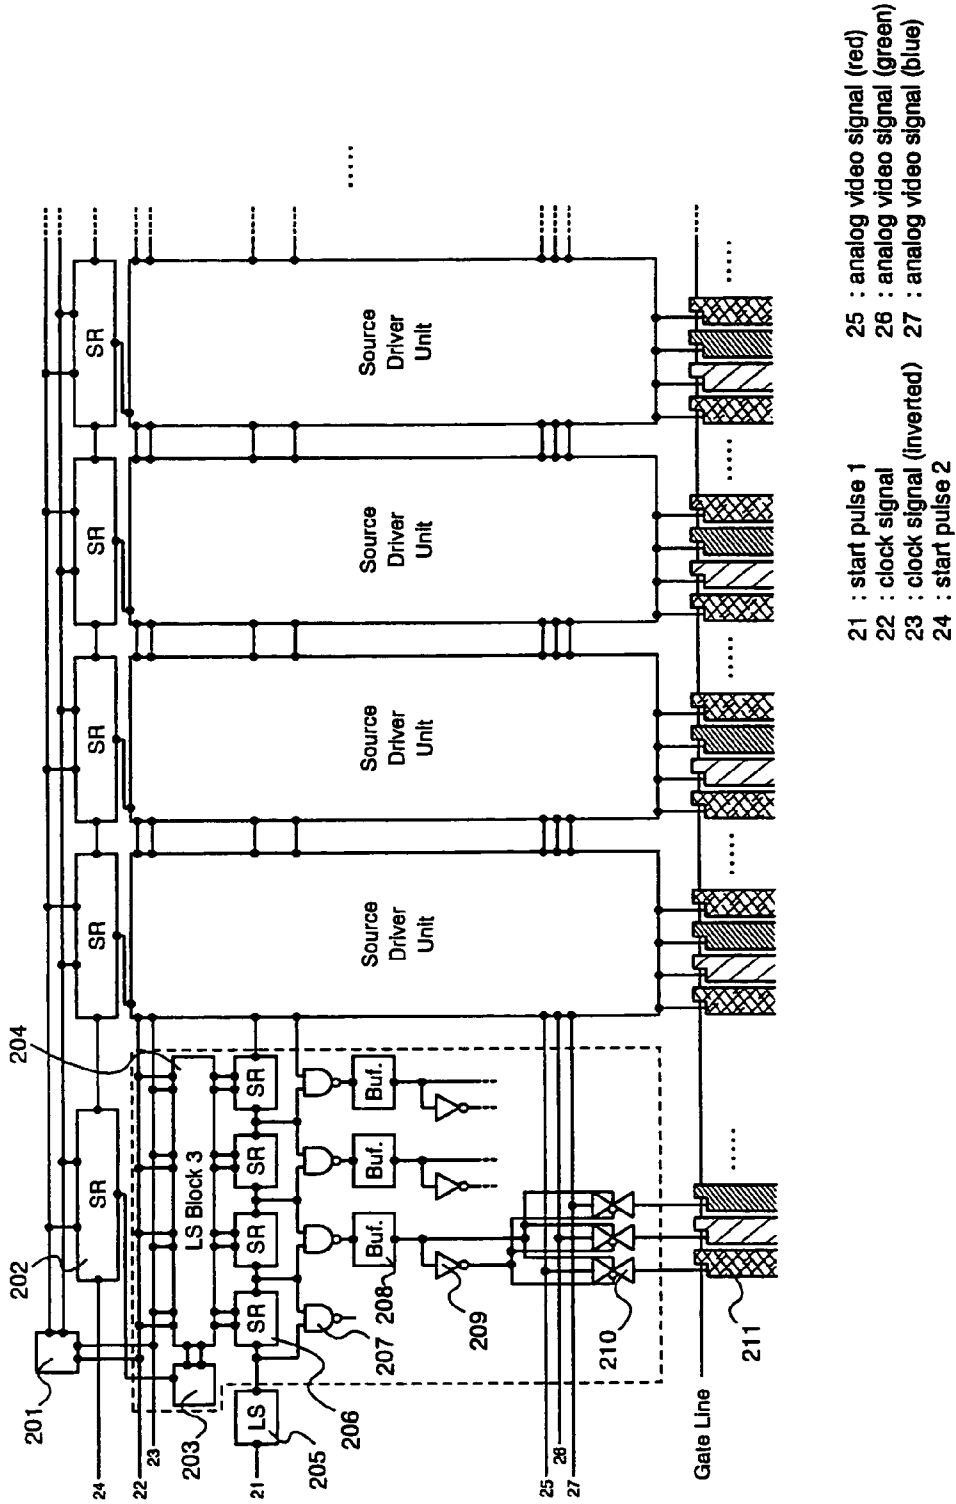 201
202
204
SR
SR
SR
SR
SR
24
22
23
203
LS Block 3
Source
Driver
Unit
Source
Driver
Unit
Source
Driver
Unit
Source
Driver
Unit
.....
21
LS
205
SR
SR
SR
SR
206
207
Buf.
Buf.
Buf.
208
209
25
26
27
210
Gate Line
211
.....
.....
.....
.....
.....
21 : start pulse 1
22 : clock signal
23 : clock signal (inverted)
24 : start pulse 2
25 : analog video signal (red)
26 : analog video signal (green)
27 : analog video signal (blue)